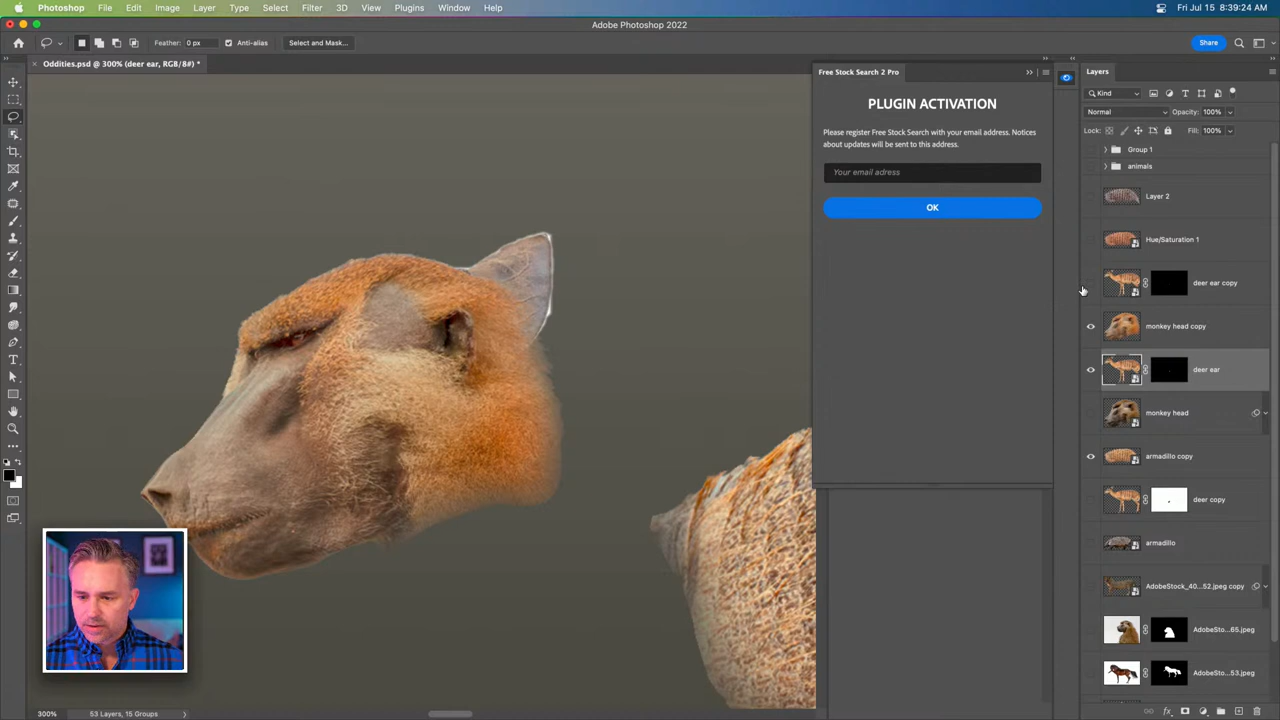 Photoshop File Edit Image Layer Type Select Filter 3D View Plugins Window Help Fri Jul 15 8:39:24 AM
Adobe Photoshop 2022
Feather: 0 px Anti-alias Select and Mask... Share
Oddities.psd @ 300% (deer ear, RGB/8#) *
Free Stock Search 2 Pro
PLUGIN ACTIVATION
Please register Free Stock Search with your email address. Notices
about updates will be sent to this address.
Your email adress
OK
Layers
Kind
Normal Opacity: 100%
Lock: Fill: 100%
Group 1
animals
Layer 2
Hue/Saturation 1
deer ear copy
monkey head copy
deer ear
monkey head
armadillo copy
deer copy
armadillo
AdobeStock_40...52.jpeg copy
AdobeSto...65.jpeg
AdobeSto...53.jpeg
300% 53 Layers, 15 Groups